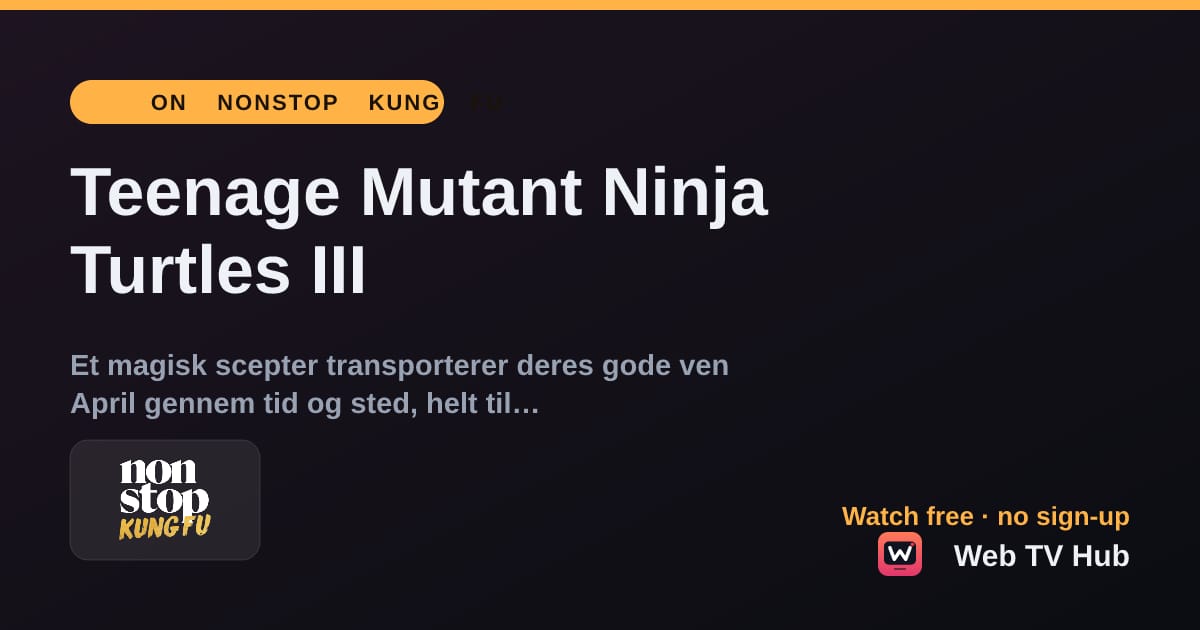 ON NONSTOP KUNG FU
Teenage Mutant Ninja
Turtles III
Et magisk scepter transporterer deres gode ven
April gennem tid og sted, helt til…
non
stop
KUNG FU
Watch free · no sign-up
W
Web TV Hub